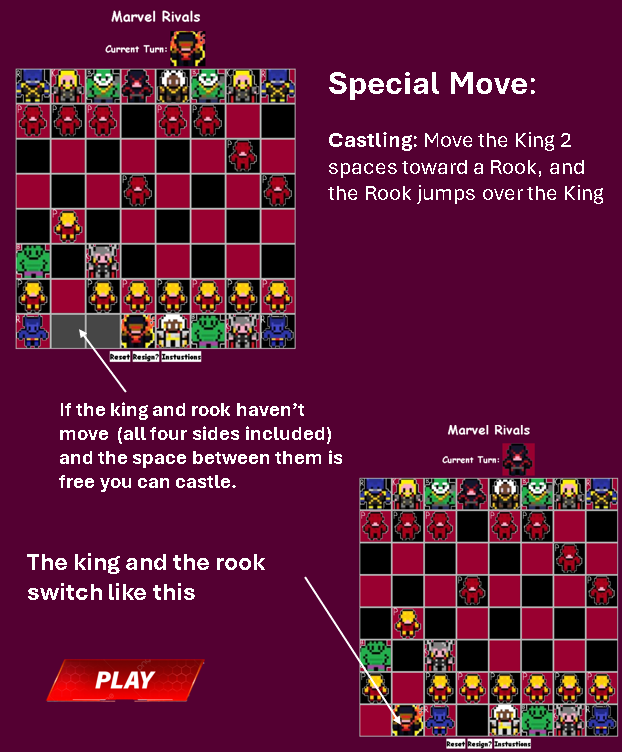 Marvel Rivals
Current Turn:
Special Move:
Castling: Move the King 2
spaces toward a Rook, and
the Rook jumps over the King
Reset Resign? Instustions
If the king and rook haven't
move (all four sides included)
and the space between them is
free you can castle.
Marvel Rivals
Current Turn:
The king and the rook
switch like this
PLAY
Reset Resign? Instustions